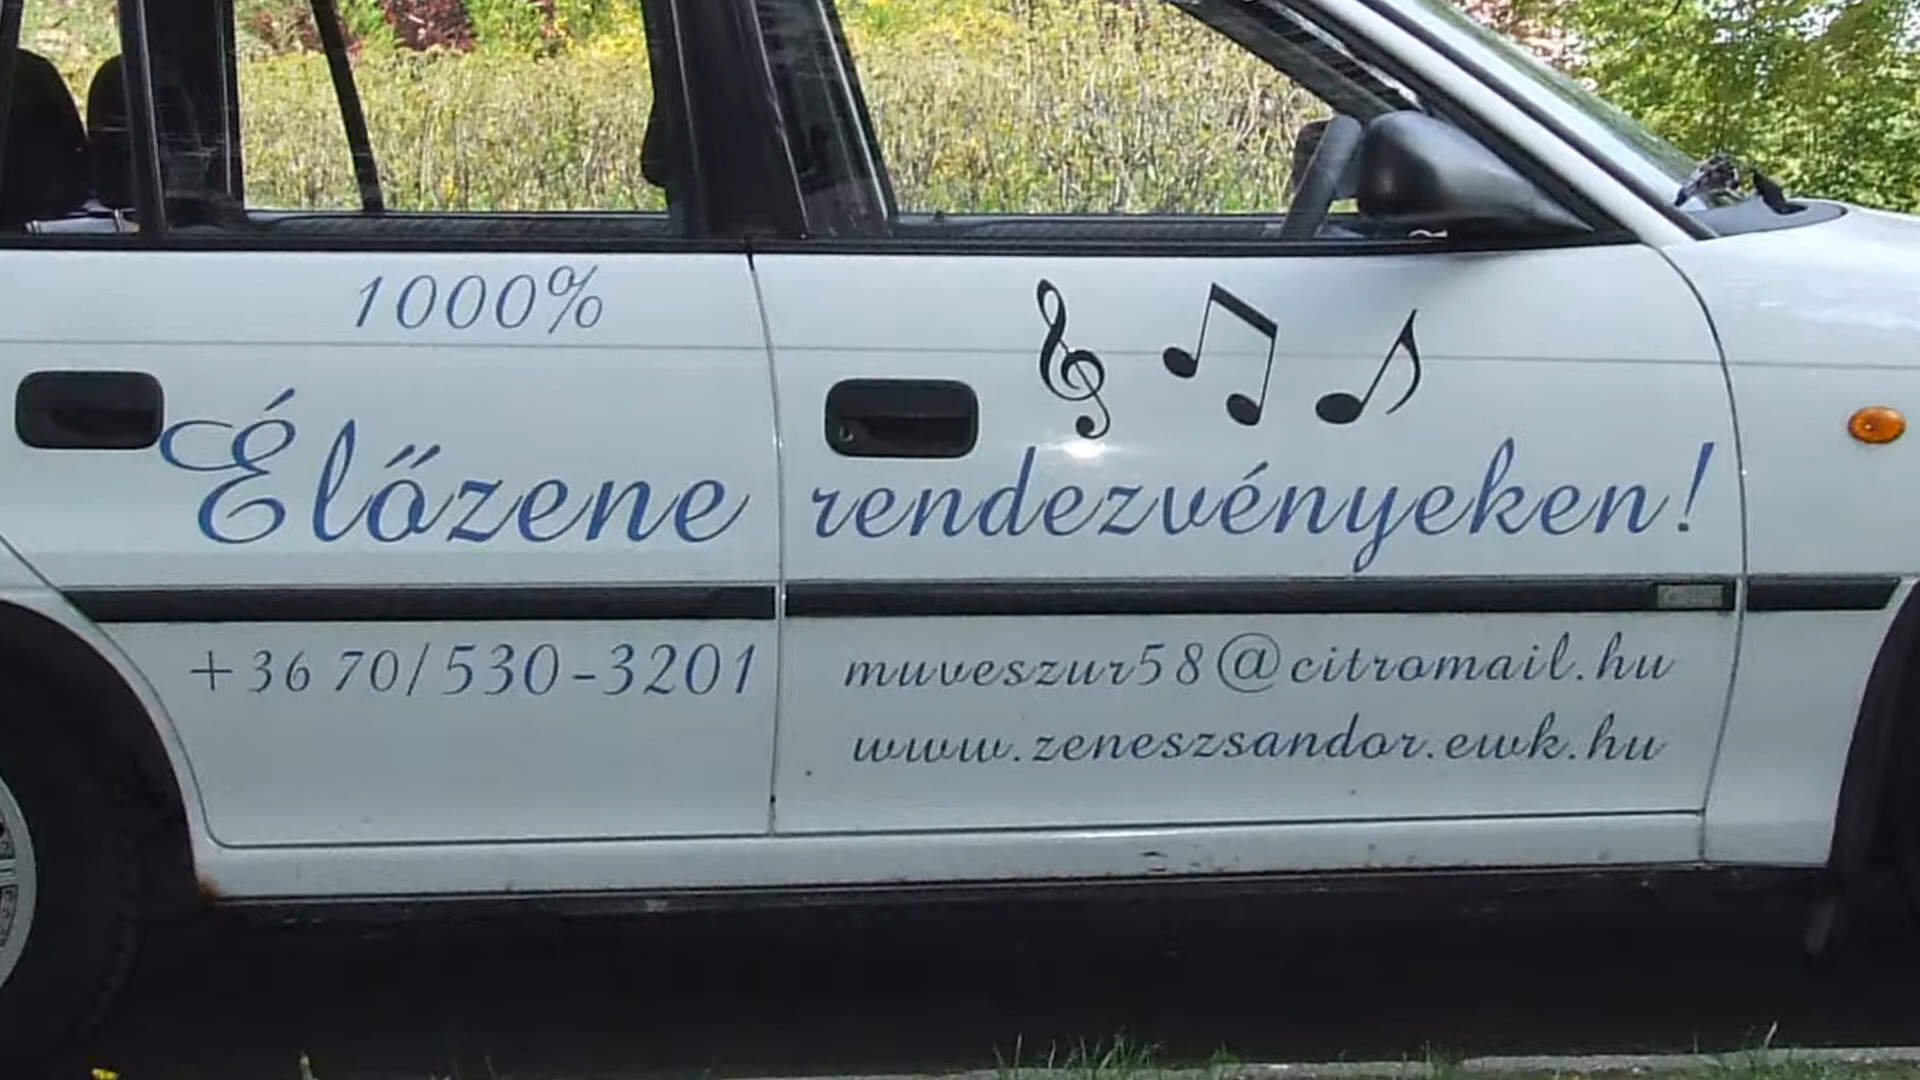 1000%
Élőzene rendezvényeken!
+36 70/530-3201
muveszur58@citromail.hu
www.zeneszsandor.ewk.hu